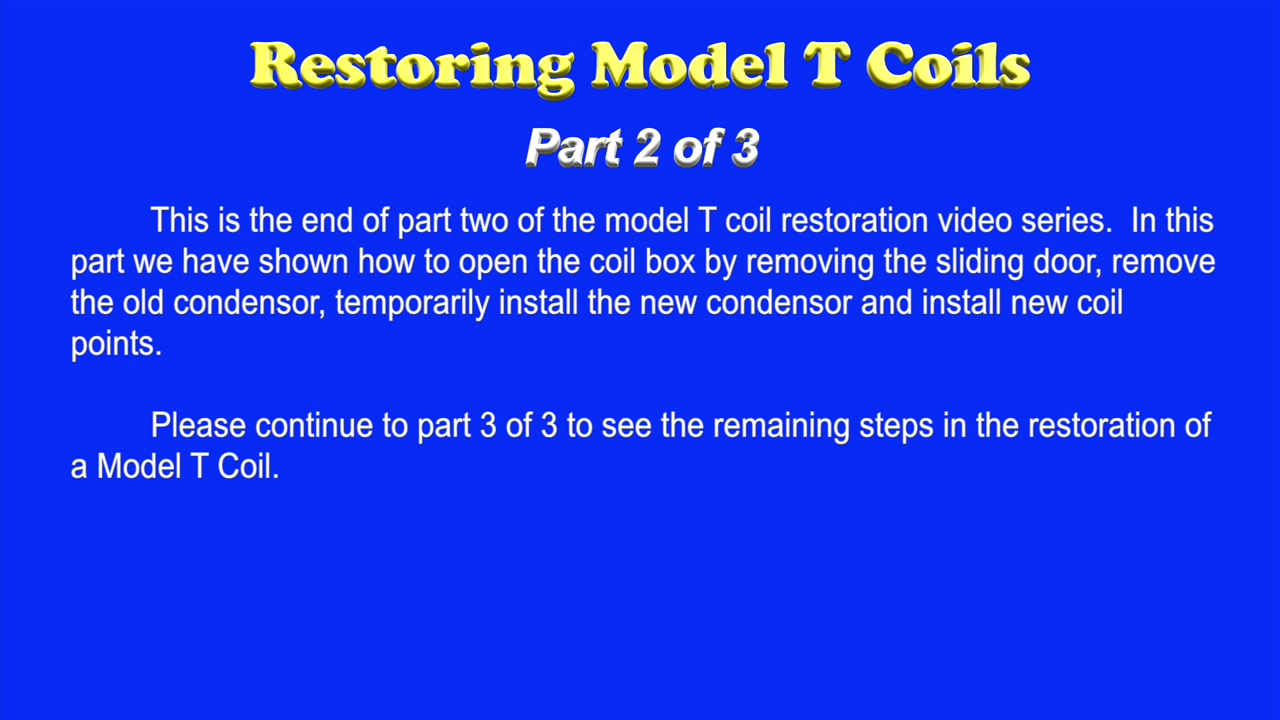 Restoring Model T Coils
Part 2 of 3
This is the end of part two of the model T coil restoration video series.  In this
part we have shown how to open the coil box by removing the sliding door, remove
the old condensor, temporarily install the new condensor and install new coil
points.
Please continue to part 3 of 3 to see the remaining steps in the restoration of
a Model T Coil.